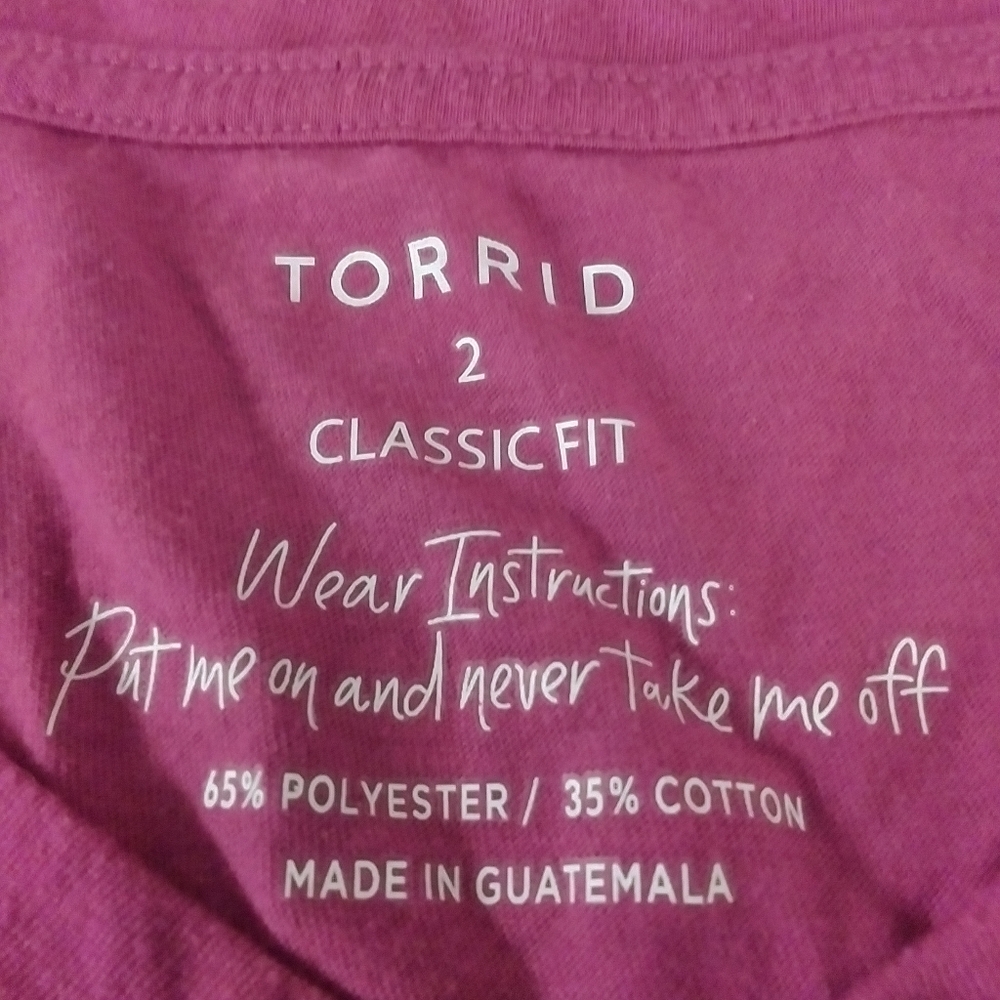 TORRID
2
CLASSIC FIT
Wear Instructions:
Put me on and never take me off
65% POLYESTER / 35% COTTON
MADE IN GUATEMALA